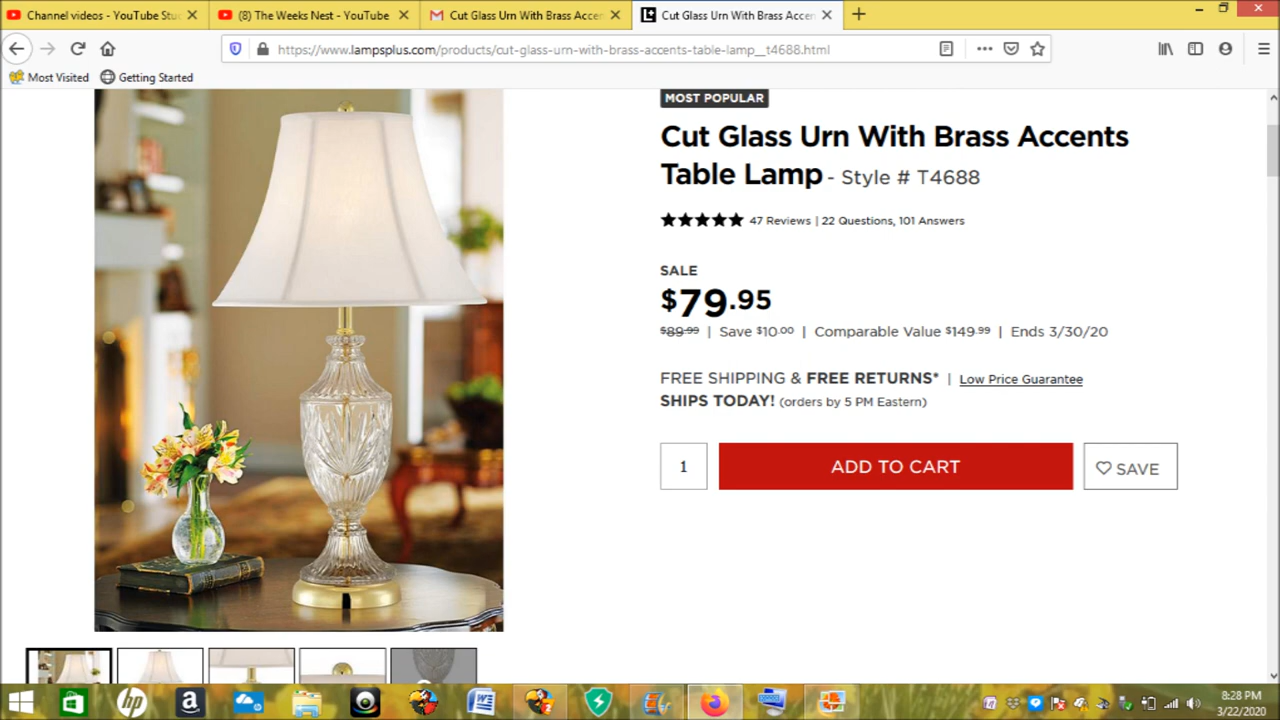 Channel videos - YouTube Stu
(8) The Weeks Nest - YouTube
Cut Glass Urn With Brass Accen
Cut Glass Urn With Brass Accen
https://www.lampsplus.com/products/cut-glass-urn-with-brass-accents-table-lamp__t4688.html
Most Visited
Getting Started
MOST POPULAR
Cut Glass Urn With Brass Accents
Table Lamp - Style # T4688
47 Reviews | 22 Questions, 101 Answers
SALE
$79.95
$89.99 | Save $10.00 | Comparable Value $149.99 | Ends 3/30/20
FREE SHIPPING & FREE RETURNS* | Low Price Guarantee
SHIPS TODAY! (orders by 5 PM Eastern)
1
ADD TO CART
SAVE
8:28 PM
3/22/2020